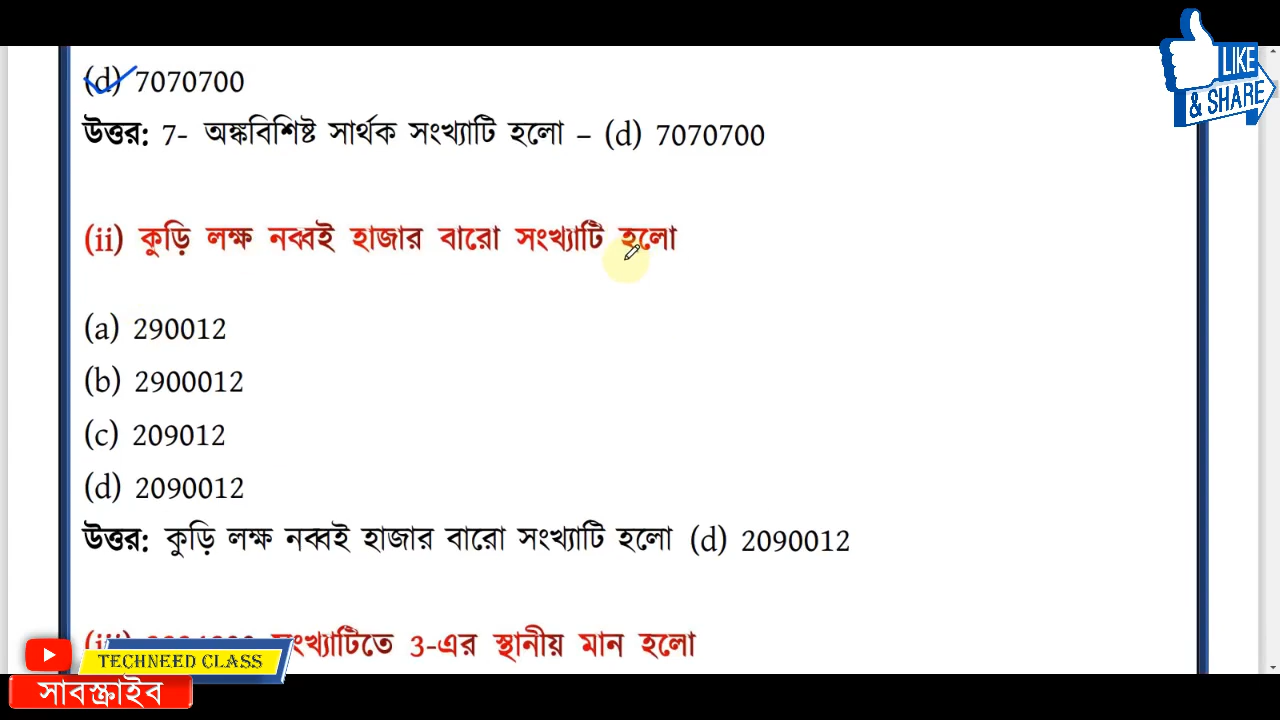 (d) 7070700
LIKE
& SHARE
উত্তর: 7- অঙ্কবিশিষ্ট সার্থক সংখ্যাটি হলো – (d) 7070700
(ii) কুড়ি লক্ষ নব্বই হাজার বারো সংখ্যাটি হলো
(a) 290012
(b) 2900012
(c) 209012
(d) 2090012
উত্তর: কুড়ি লক্ষ নব্বই হাজার বারো সংখ্যাটি হলো (d) 2090012
সংখ্যাটিতে 3-এর স্থানীয় মান হলো
TECHNEED CLASS
সাবস্ক্রাইব